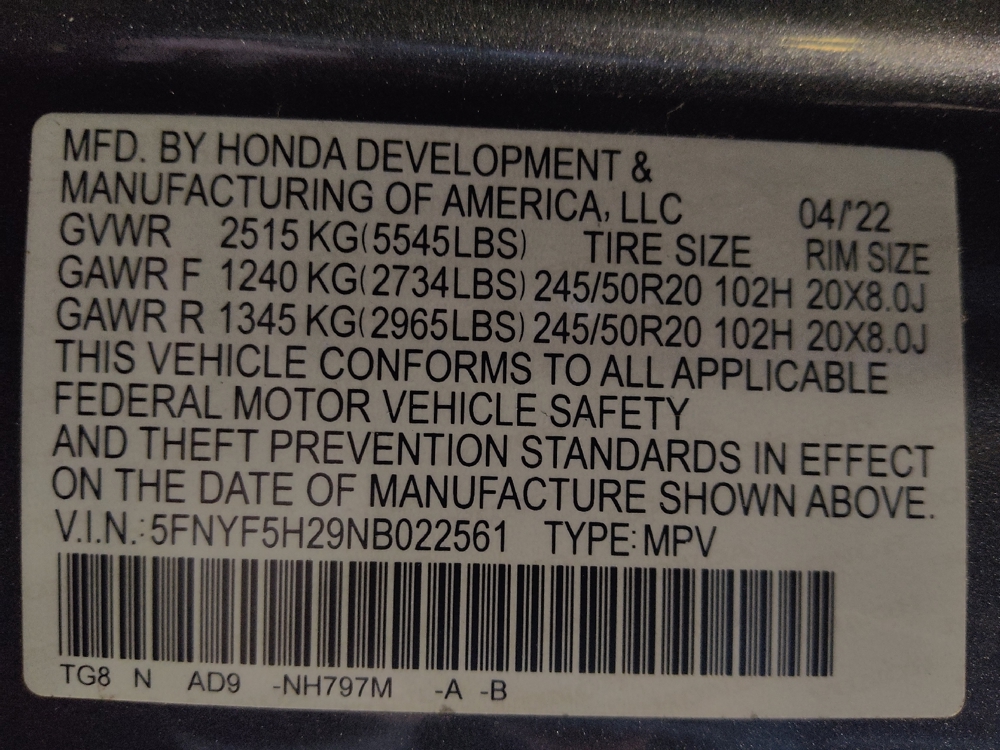 MFD. BY HONDA DEVELOPMENT &
MANUFACTURING OF AMERICA, LLC 04/'22
GVWR 2515 KG(5545LBS) TIRE SIZE RIM SIZE
GAWR F 1240 KG(2734LBS) 245/50R20 102H 20X8.0J
GAWR R 1345 KG(2965LBS) 245/50R20 102H 20X8.0J
THIS VEHICLE CONFORMS TO ALL APPLICABLE
FEDERAL MOTOR VEHICLE SAFETY
AND THEFT PREVENTION STANDARDS IN EFFECT
ON THE DATE OF MANUFACTURE SHOWN ABOVE.
V.I.N.: 5FNYF5H29NB022561 TYPE: MPV
TG8 N AD9 -NH797M -A -B